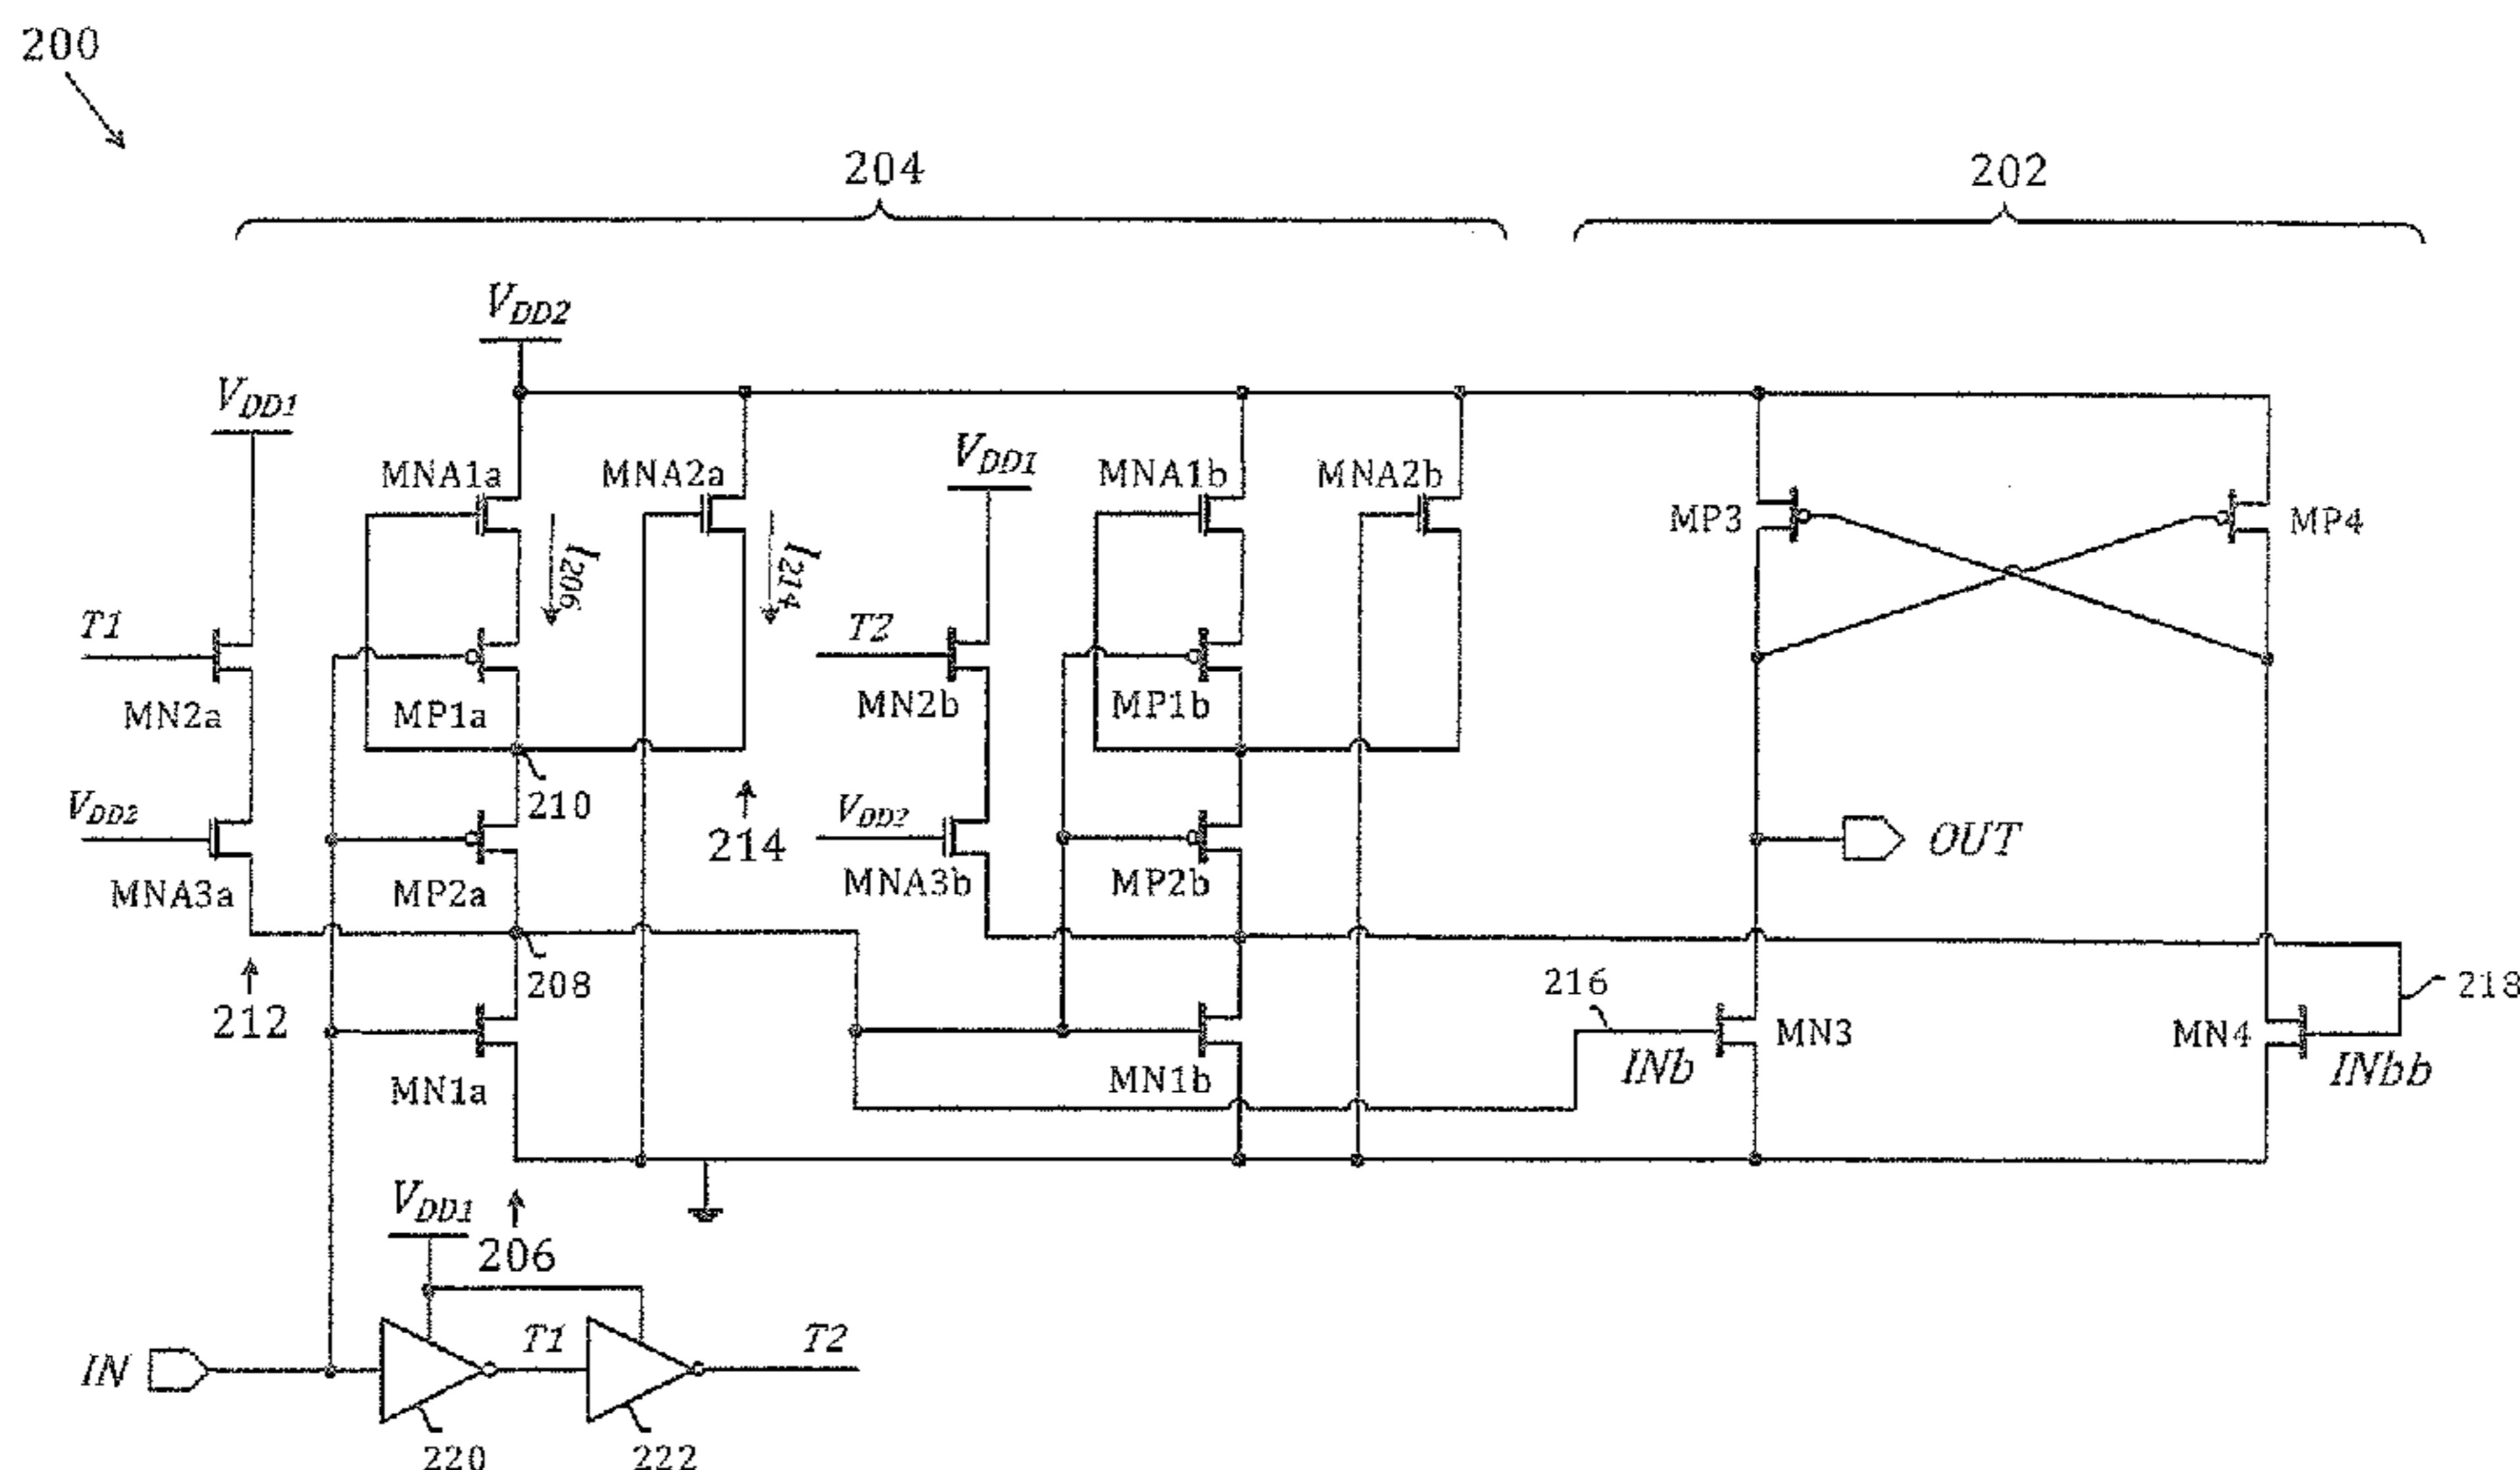 200
204
202
VDD2
VDD1
MNA1a
MNA2a
VDD1
MNA1b
MNA2b
MP3
MP4
I206
I214
T1
T2
MN2a
MP1a
MN2b
MP1b
VDD2
210
VDD2
214
OUT
MNA3a
MP2a
MNA3b
MP2b
208
216
218
212
INb
MN3
MN4
INbb
MN1a
MN1b
VDD1
206
IN
T1
T2
220
222